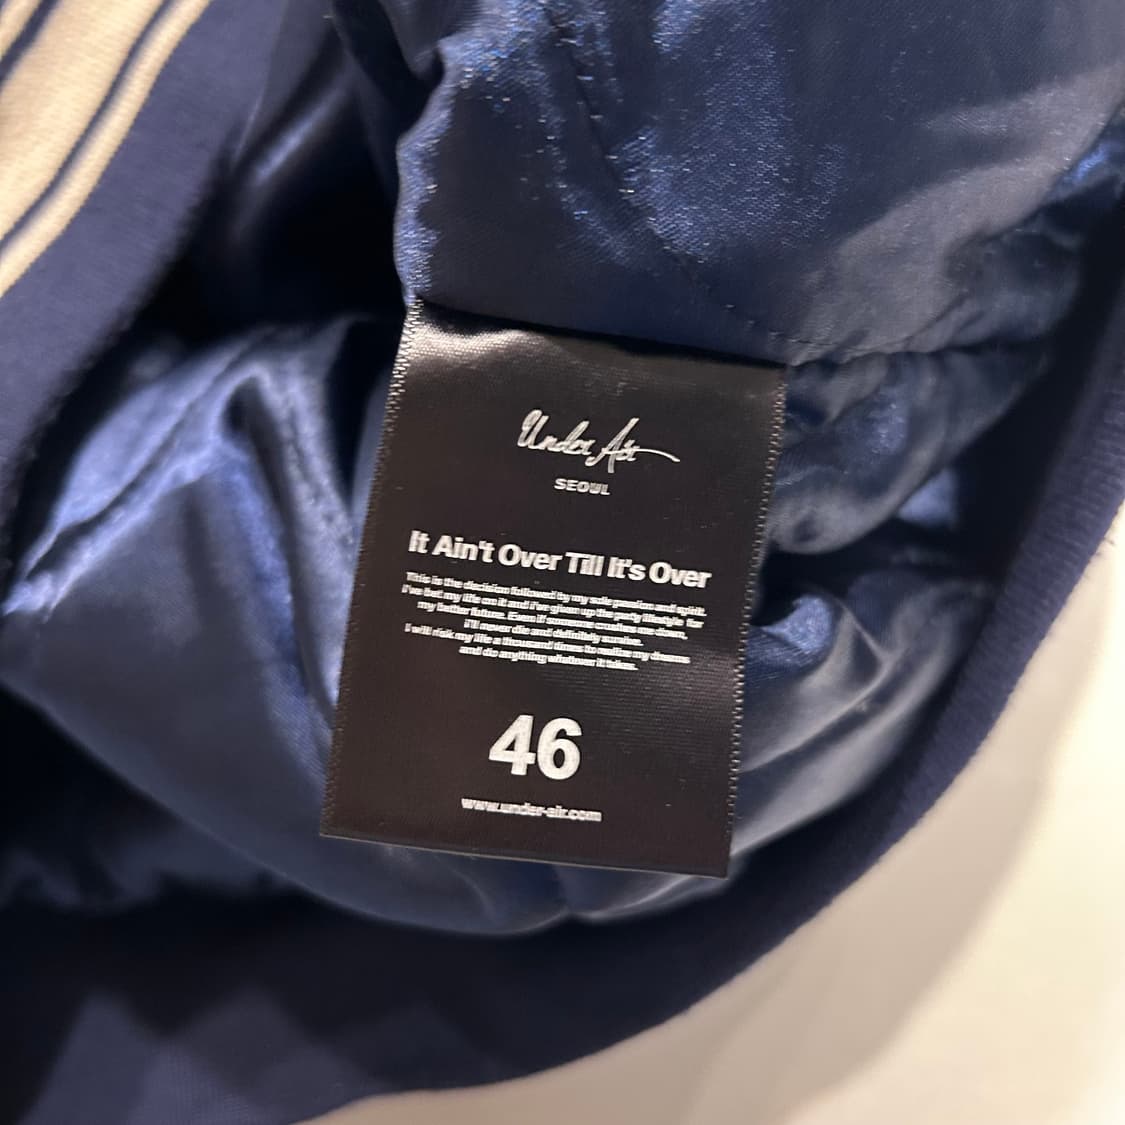 Under Air
SEOUL
It Ain't Over Till It's Over
This is the decision followed by my sole passion and spirit.
I've bet my life on it and i've given up the party lifestyle for
my better future. Even if someone catches me down,
I'll never die and definitely survive.
I will risk my life a thousand times to realize my dreams
and do anything whatever it takes.
46
www.under-air.com